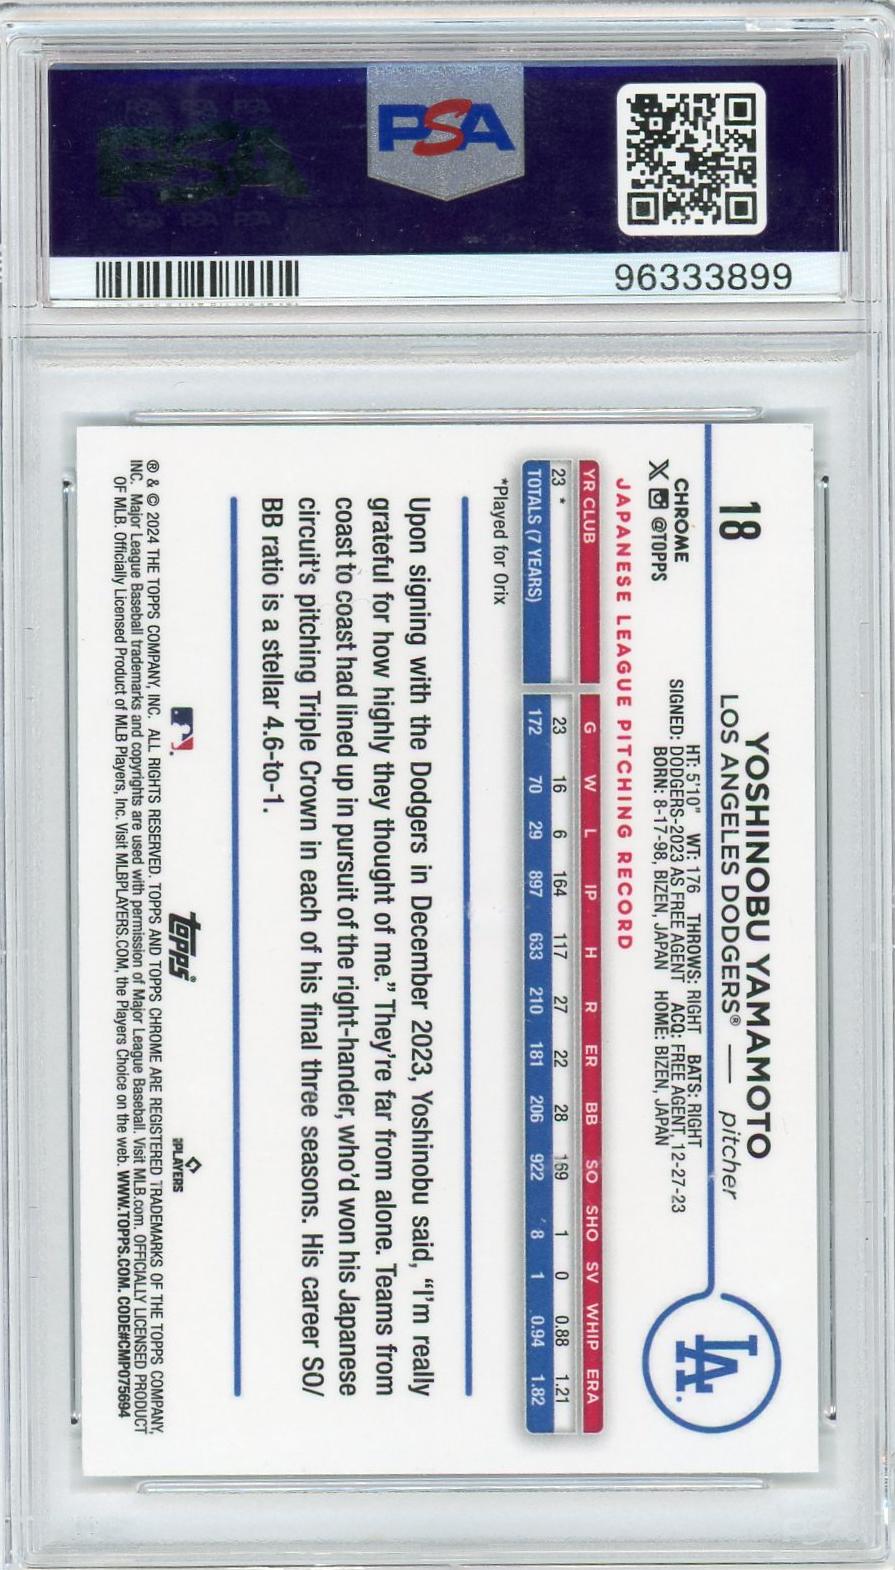 PSA PSA PSA
PSA
PSA PSA PSA
PSA
96333899
18
YOSHINOBU YAMAMOTO
LOS ANGELES DODGERS® — pitcher
CHROME
@TOPPS
HT: 5'10" WT: 176 THROWS: RIGHT BATS: RIGHT
SIGNED: DODGERS-2023 AS FREE AGENT ACQ: FREE AGENT, 12-27-23
BORN: 8-17-98, BIZEN, JAPAN HOME: BIZEN, JAPAN
LA
JAPANESE LEAGUE PITCHING RECORD
YR CLUB G W L IP H R ER BB SO SHO SV WHIP ERA
23 * 23 16 6 164 117 27 22 28 169 1 0 0.88 1.21
TOTALS (7 YEARS) 172 70 29 897 633 210 181 206 922 8 1 0.94 1.82
*Played for Orix
Upon signing with the Dodgers in December 2023, Yoshinobu said, “I'm really
grateful for how highly they thought of me.” They're far from alone. Teams from
coast to coast had lined up in pursuit of the right-hander, who'd won his Japanese
circuit's pitching Triple Crown in each of his final three seasons. His career SO/
BB ratio is a stellar 4.6-to-1.
topps®
PLAYERS
® & © 2024 THE TOPPS COMPANY, INC. ALL RIGHTS RESERVED. TOPPS AND TOPPS CHROME ARE REGISTERED TRADEMARKS OF THE TOPPS COMPANY,
INC. Major League Baseball trademarks and copyrights are used with permission of Major League Baseball. Visit MLB.com. OFFICIALLY LICENSED PRODUCT
OF MLB. Officially Licensed Product of MLB Players, Inc. Visit MLBPLAYERS.COM, the Players Choice on the web. WWW.TOPPS.COM. CODE#CMP075694